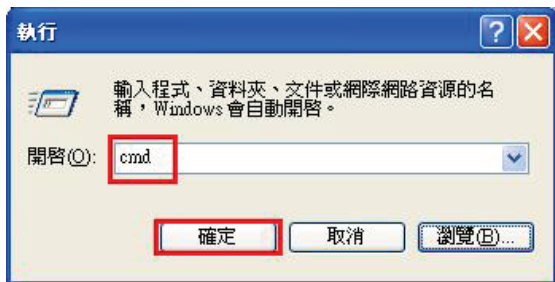 執行
輸入程式、資料夾、文件或網際網路資源的名
稱，Windows 會自動開啓。
開啓(O): cmd
確定 取消 瀏覽(B)...